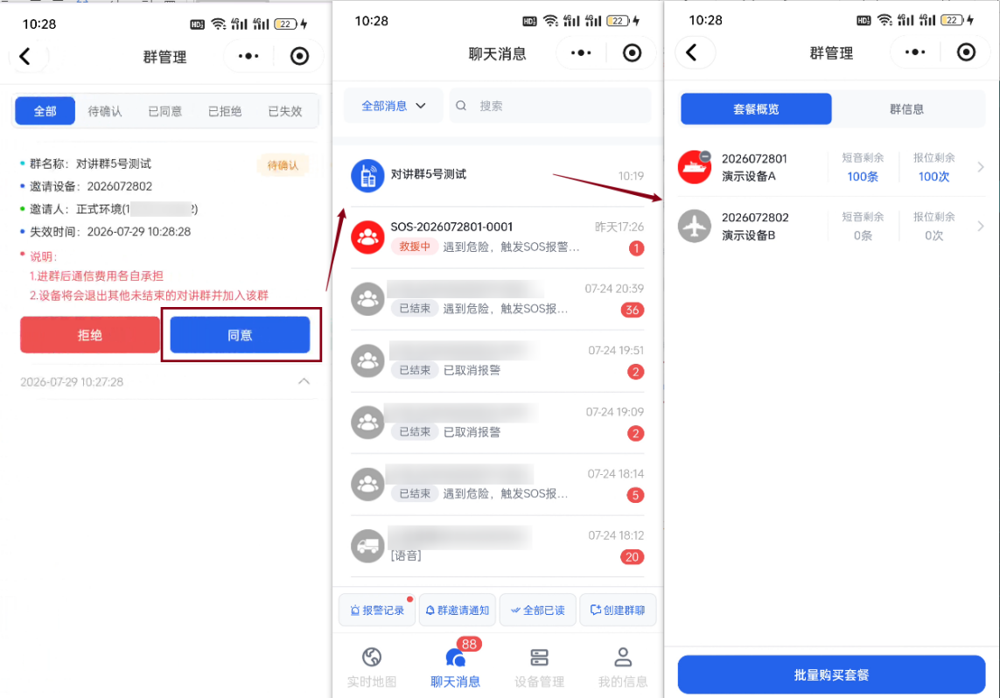 10:28
HD 4G 4G 22
群管理
全部 待确认 已同意 已拒绝 已失效
群名称：对讲群5号测试 待确认
邀请设备：2026072802
邀请人：正式环境(1 2)
失效时间：2026-07-29 10:28:28
说明：
1.进群后通信费用各自承担
2.设备将会退出其他未结束的对讲群并加入该群
拒绝 同意
2026-07-29 10:27:28
10:28
HD 4G 4G 22
聊天消息
全部消息 搜索
对讲群5号测试 10:19
SOS-2026072801-0001 昨天17:26
救援中 遇到危险，触发SOS报警... 1
07-24 20:39
已结束 遇到危险，触发SOS报... 36
07-24 19:51
已结束 已取消报警 2
07-24 19:09
已结束 已取消报警 2
07-24 18:14
已结束 遇到危险，触发SOS报... 5
07-24 18:12
[语音] 20
报警记录 群邀请通知 全部已读 创建群聊
88
实时地图 聊天消息 设备管理 我的信息
10:28
HD 4G 4G 22
群管理
套餐概览 群信息
2026072801 短音剩余 报位剩余
演示设备A 100条 100次
2026072802 短音剩余 报位剩余
演示设备B 0条 0次
批量购买套餐